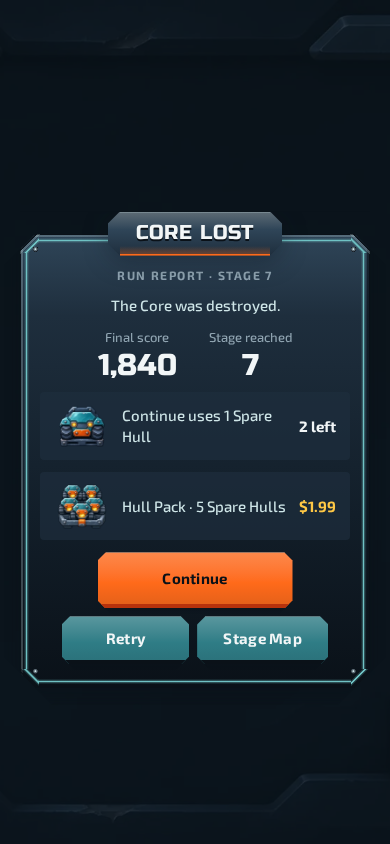 CORE LOST
RUN REPORT · STAGE 7
The Core was destroyed.
Final score
Stage reached
1,840
7
Continue uses 1 Spare
Hull
2 left
Hull Pack · 5 Spare Hulls
$1.99
Continue
Retry
Stage Map